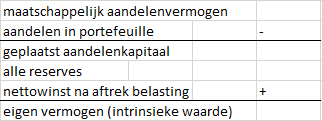 maatschappelijk aandelenvermogen
aandelen in portefeuille -
geplaatst aandelenkapitaal
alle reserves
nettowinst na aftrek belasting +
eigen vermogen (intrinsieke waarde)